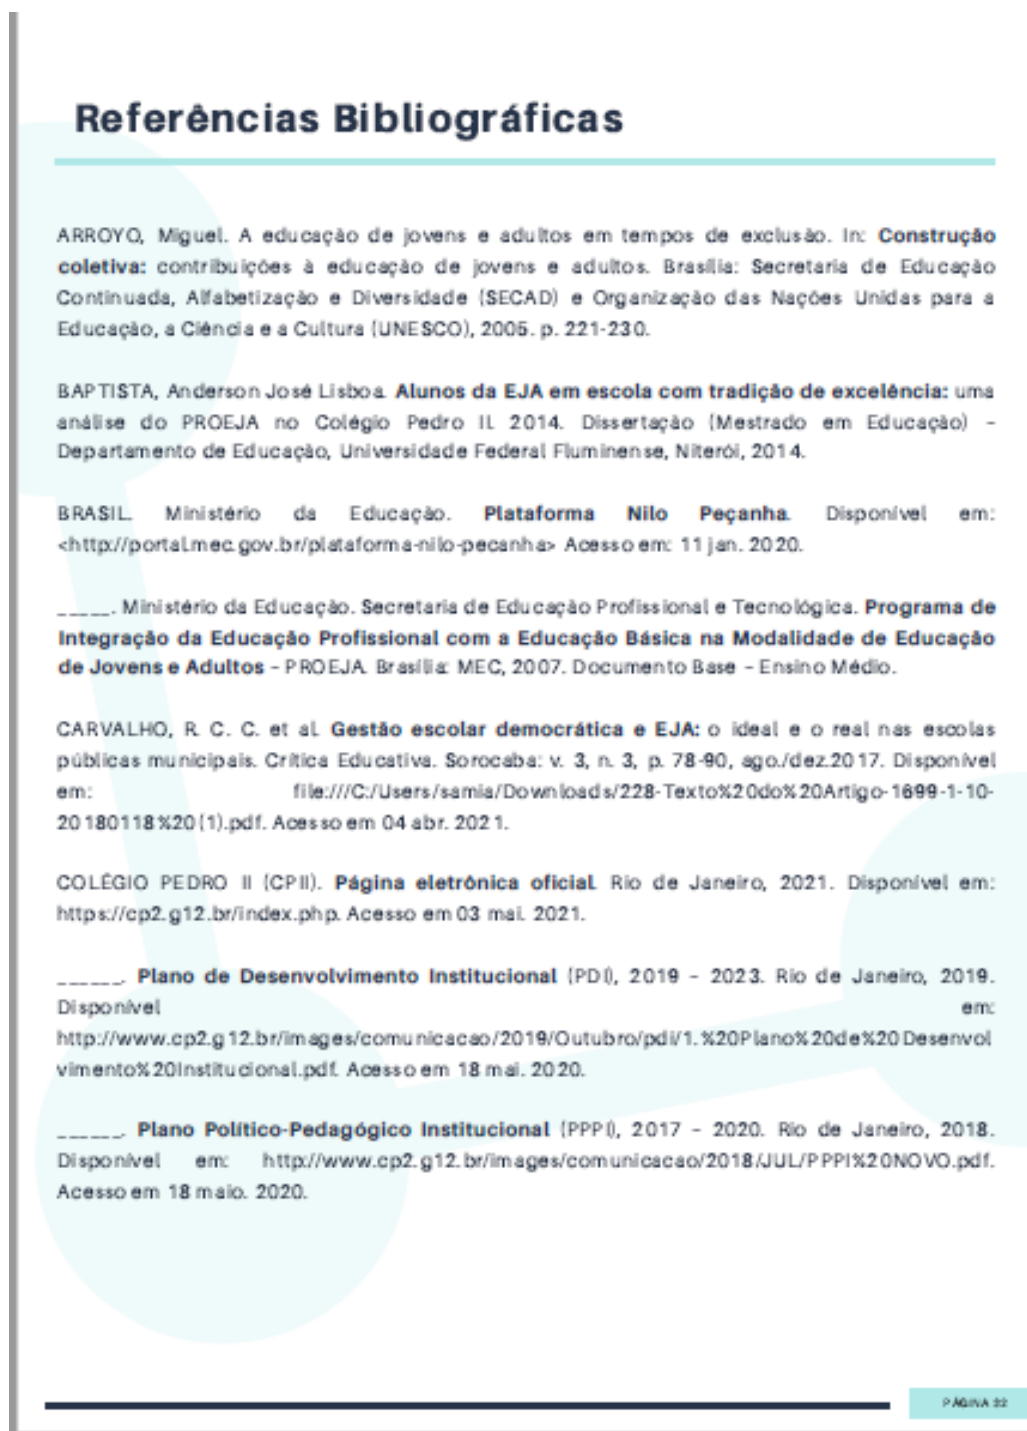 Referências Bibliográficas
ARROYO, Miguel. A educação de jovens e adultos em tempos de exclusão. In: Construção
coletiva: contribuições à educação de jovens e adultos. Brasília: Secretaria de Educação
Continuada, Alfabetização e Diversidade (SECAD) e Organização das Nações Unidas para a
Educação, a Ciência e a Cultura (UNESCO), 2005. p. 221-230.
BAPTISTA, Anderson José Lisboa. Alunos da EJA em escola com tradição de excelência: uma
análise do PROEJA no Colégio Pedro II. 2014. Dissertação (Mestrado em Educação) –
Departamento de Educação, Universidade Federal Fluminense, Niterói, 2014.
BRASIL. Ministério da Educação. Plataforma Nilo Peçanha. Disponível em:
<http://portal.mec.gov.br/plataforma-nilo-pecanha> Acesso em: 11 jan. 2020.
_____. Ministério da Educação. Secretaria de Educação Profissional e Tecnológica. Programa de
Integração da Educação Profissional com a Educação Básica na Modalidade de Educação
de Jovens e Adultos – PROEJA. Brasília: MEC, 2007. Documento Base – Ensino Médio.
CARVALHO, R. C. C. et al. Gestão escolar democrática e EJA: o ideal e o real nas escolas
públicas municipais. Crítica Educativa. Sorocaba: v. 3, n. 3, p. 78-90, ago./dez.2017. Disponível
em: file:///C:/Users/samia/Downloads/228-Texto%20do%20Artigo-1699-1-10-
20180118%20(1).pdf. Acesso em 04 abr. 2021.
COLÉGIO PEDRO II (CPII). Página eletrônica oficial. Rio de Janeiro, 2021. Disponível em:
https://cp2.g12.br/index.php. Acesso em 03 mai. 2021.
______. Plano de Desenvolvimento Institucional (PDI), 2019 – 2023. Rio de Janeiro, 2019.
Disponível em:
http://www.cp2.g12.br/images/comunicacao/2019/Outubro/pdi/1.%20Plano%20de%20Desenvol
vimento%20Institucional.pdf. Acesso em 18 mai. 2020.
______. Plano Político-Pedagógico Institucional (PPPI), 2017 – 2020. Rio de Janeiro, 2018.
Disponível em: http://www.cp2.g12.br/images/comunicacao/2018/JUL/PPPI%20NOVO.pdf.
Acesso em 18 maio. 2020.
PÁGINA 32